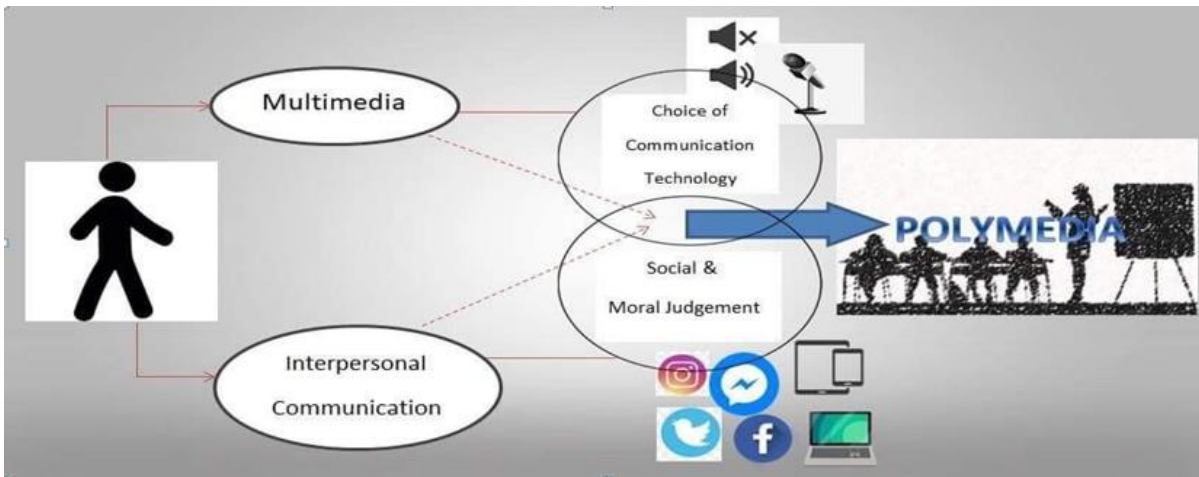 Multimedia
Choice of
Communication
Technology
POLYMEDIA
Social &
Moral Judgement
Interpersonal
Communication